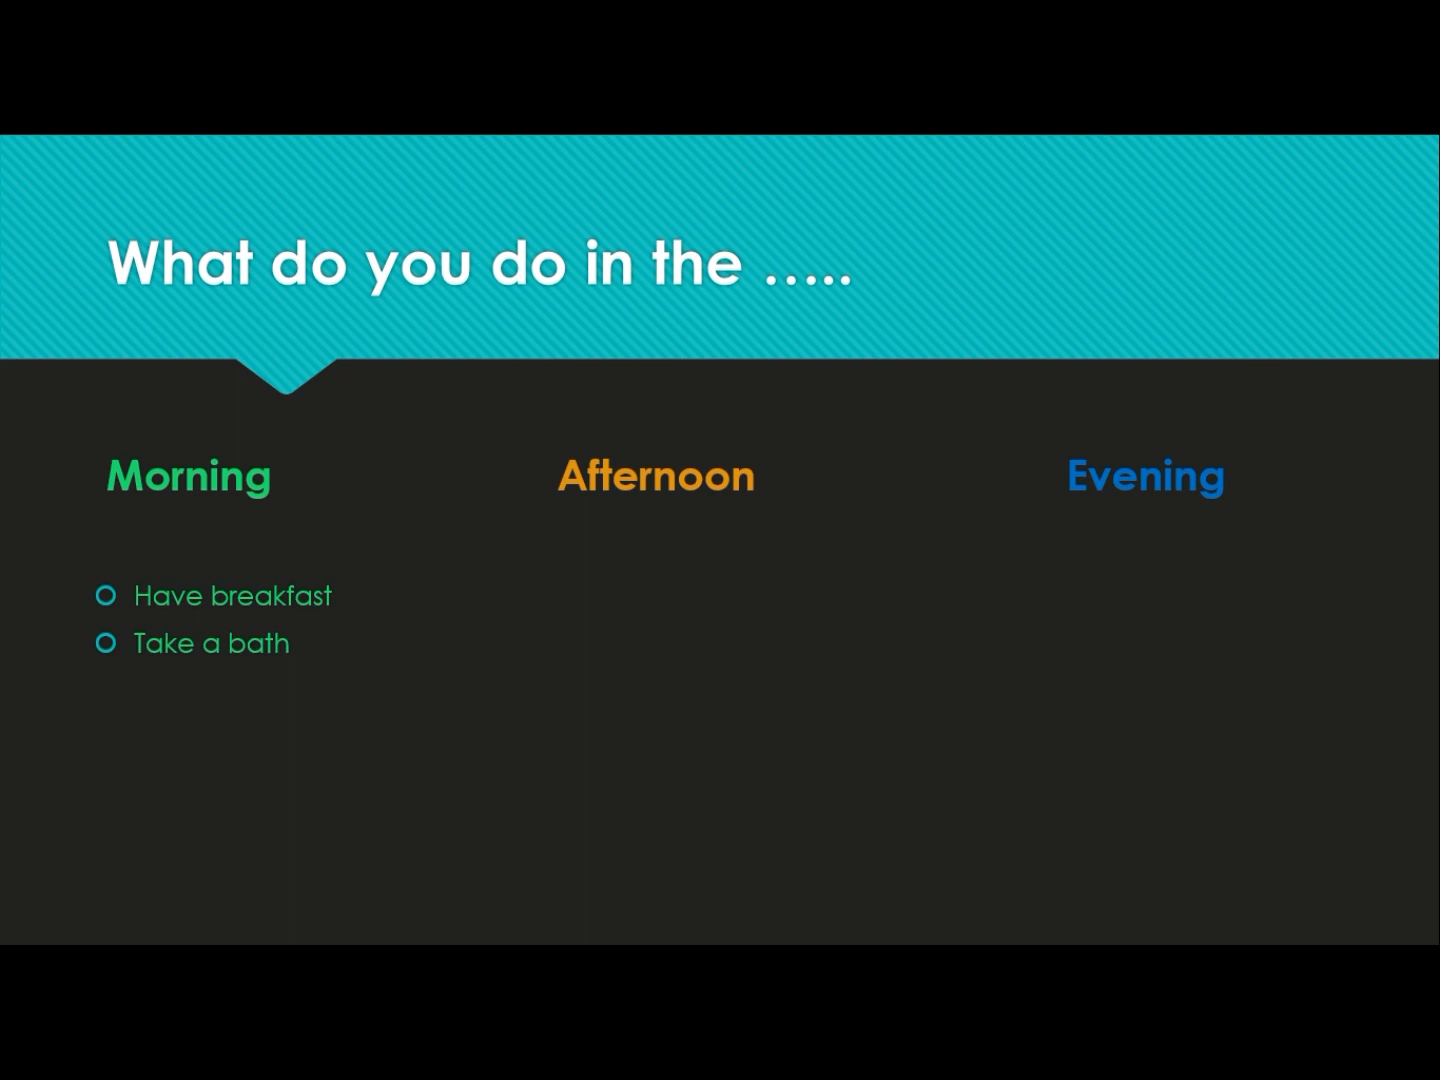 What do you do in the …..
Morning
Afternoon
Evening
Have breakfast
Take a bath